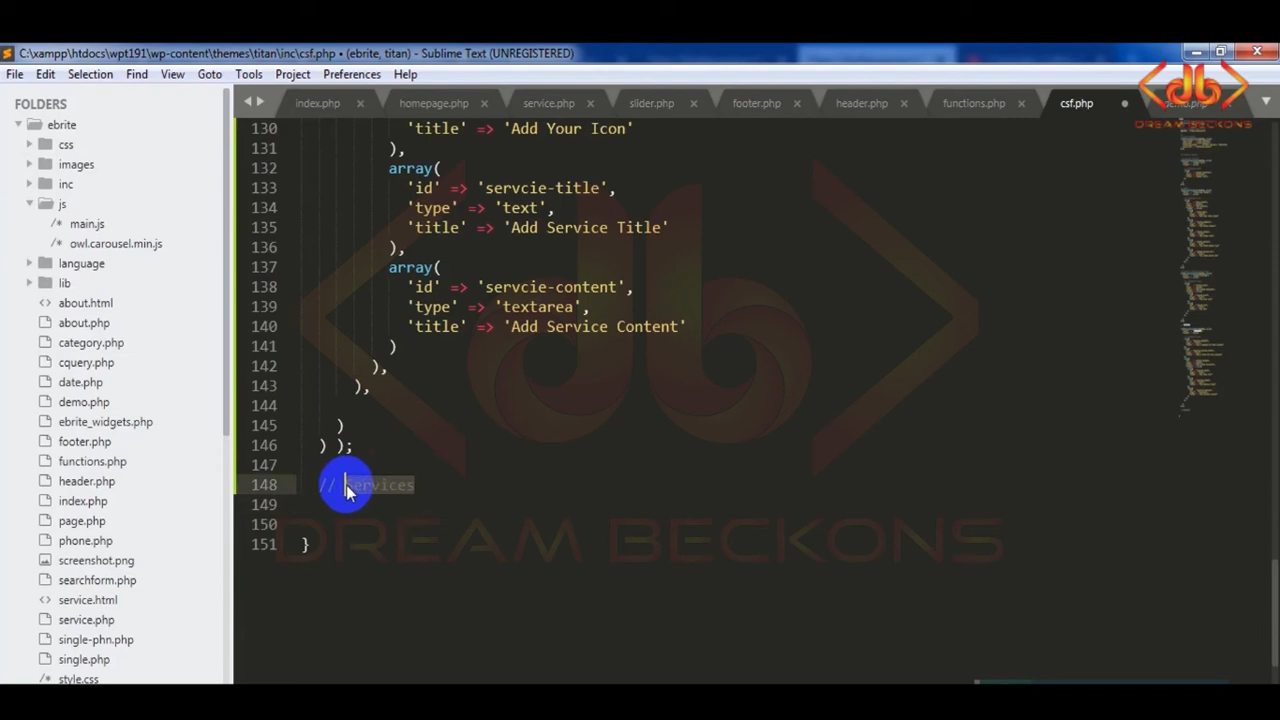 C:\xampp\htdocs\wpt191\wp-content\themes\titan\inc\csf.php • (ebrite, titan) - Sublime Text (UNREGISTERED)
File Edit Selection Find View Goto Tools Project Preferences Help
DREAM BECKONS
FOLDERS
ebrite
css
images
inc
js
/* main.js
/* owl.carousel.min.js
language
lib
<> about.html
about.php
category.php
cquery.php
date.php
demo.php
ebrite_widgets.php
footer.php
functions.php
header.php
index.php
page.php
phone.php
screenshot.png
searchform.php
<> service.html
service.php
single-phn.php
single.php
/* style.css
index.php homepage.php service.php slider.php footer.php header.php functions.php csf.php demo.php
130 'title' => 'Add Your Icon'
131 ),
132 array(
133 'id' => 'servcie-title',
134 'type' => 'text',
135 'title' => 'Add Service Title'
136 ),
137 array(
138 'id' => 'servcie-content',
139 'type' => 'textarea',
140 'title' => 'Add Service Content'
141 )
142 ),
143 ),
144
145 )
146 ) );
147
148 // Services
149
150
151 }
DREAM BECKONS